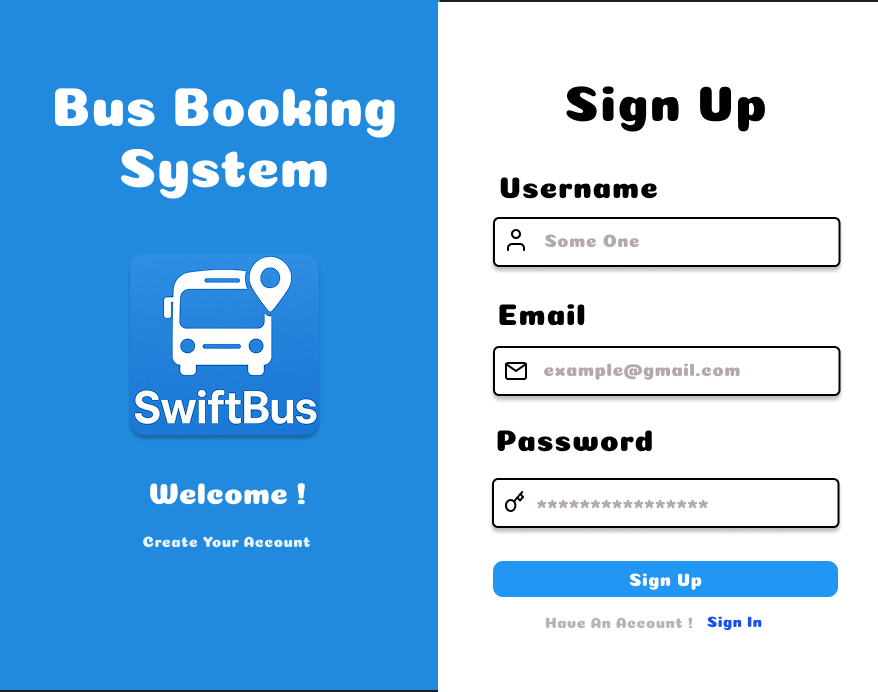 Bus Booking
System
SwiftBus
Welcome !
Create Your Account
Sign Up
Username
Some One
Email
example@gmail.com
Password
****************
Sign Up
Have An Account ! Sign In